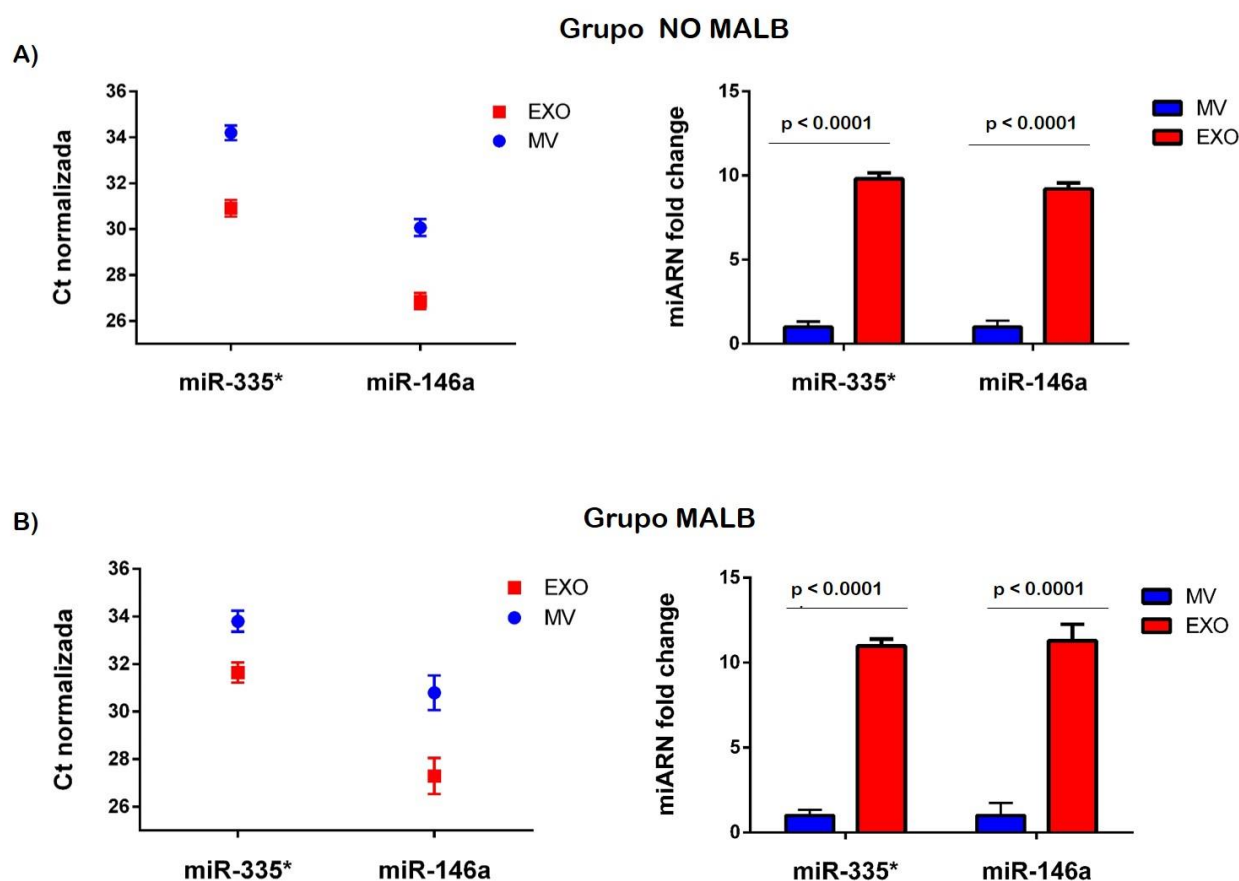 Grupo NO MALB
A)
36
34
32
30
28
26
Ct normalizada
miR-335*
miR-146a
EXO
MV
15
10
5
0
miARN fold change
p < 0.0001
p < 0.0001
miR-335*
miR-146a
MV
EXO
Grupo MALB
B)
36
34
32
30
28
26
Ct normalizada
miR-335*
miR-146a
EXO
MV
15
10
5
0
miARN fold change
p < 0.0001
p < 0.0001
miR-335*
miR-146a
MV
EXO